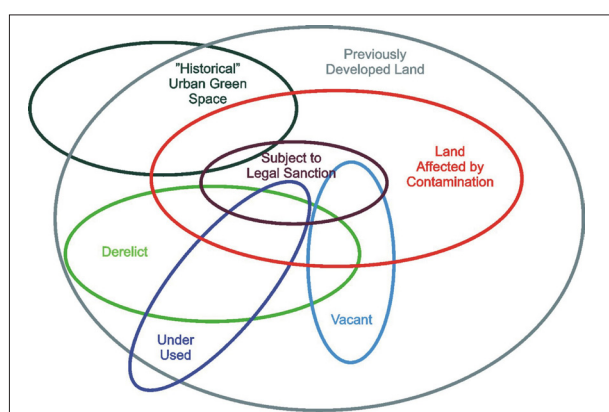 "Historical"
Urban Green
Space
Previously
Developed Land
Subject to
Legal Sanction
Land
Affected by
Contamination
Derelict
Under
Used
Vacant